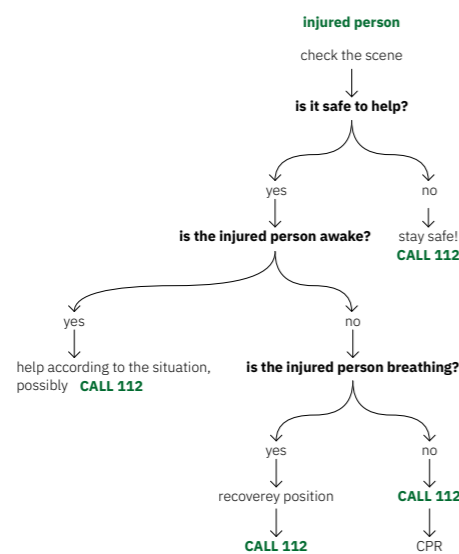 injured person
check the scene
is it safe to help?
yes
no
is the injured person awake?
stay safe!
CALL 112
yes
no
help according to the situation,
possibly CALL 112
is the injured person breathing?
yes
no
recoverey position
CALL 112
CALL 112
CPR